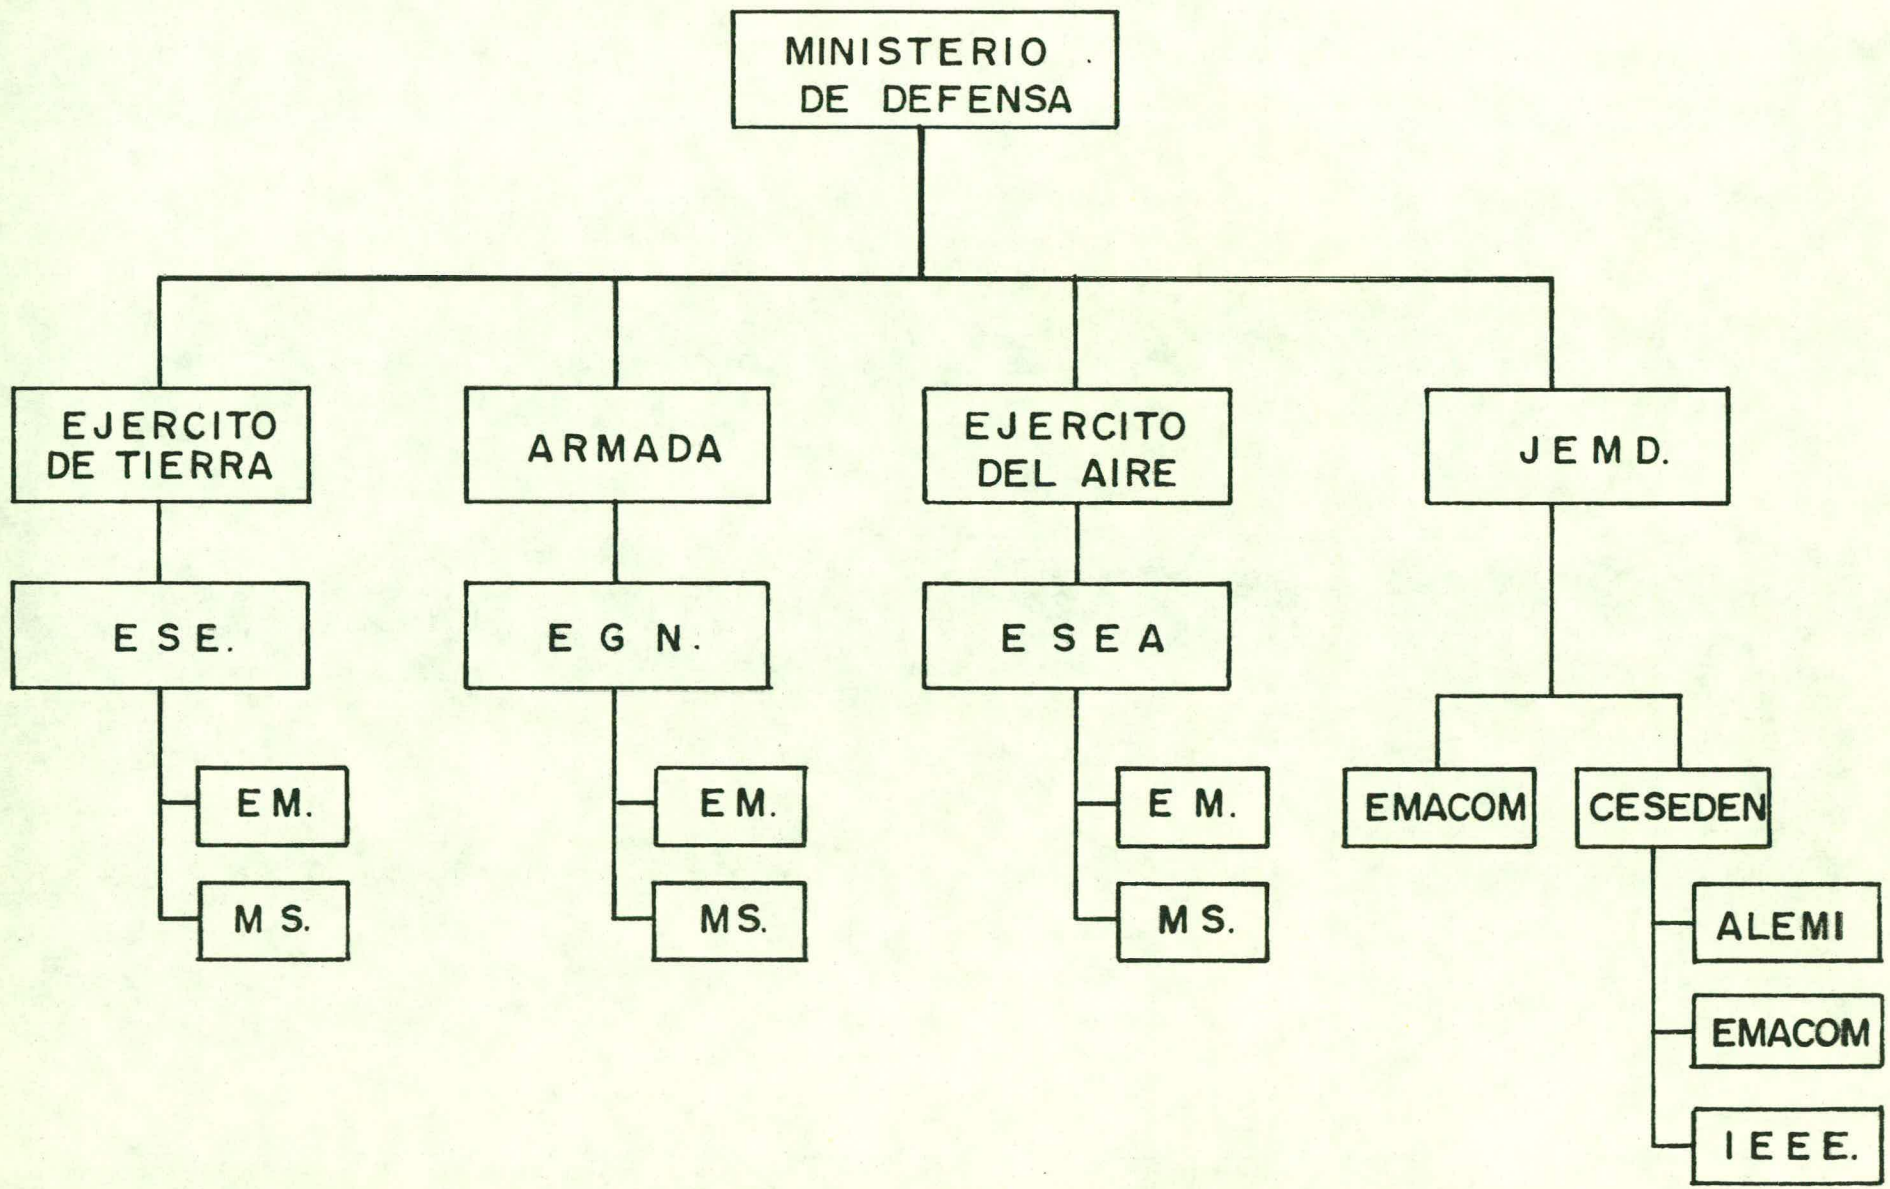 MINISTERIO
DE DEFENSA
EJERCITO
DE TIERRA
ARMADA
EJERCITO
DEL AIRE
JEMD.
ESE.
EGN.
ESEA
EM.
EM.
EM.
EMACOM
CESEDEN
MS.
MS.
MS.
ALEMI
EMACOM
IEEE.